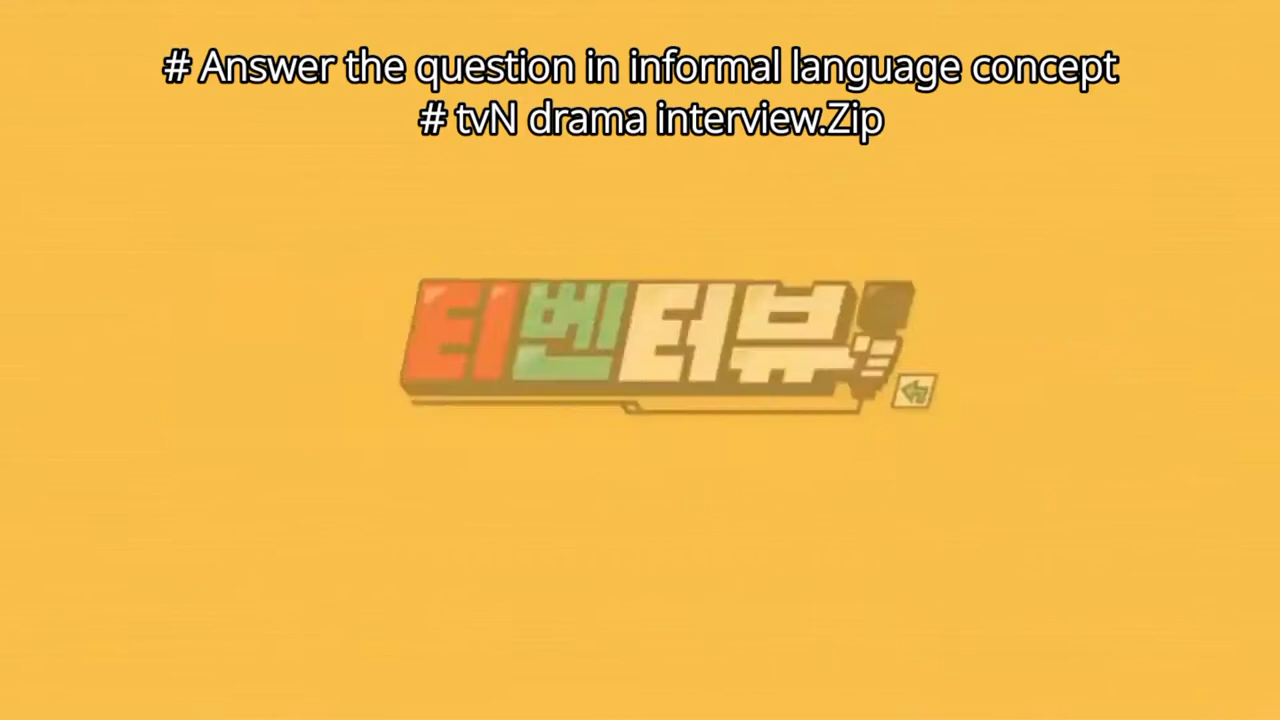 # Answer the question in informal language concept
# tvN drama interview.Zip
티벤터뷰